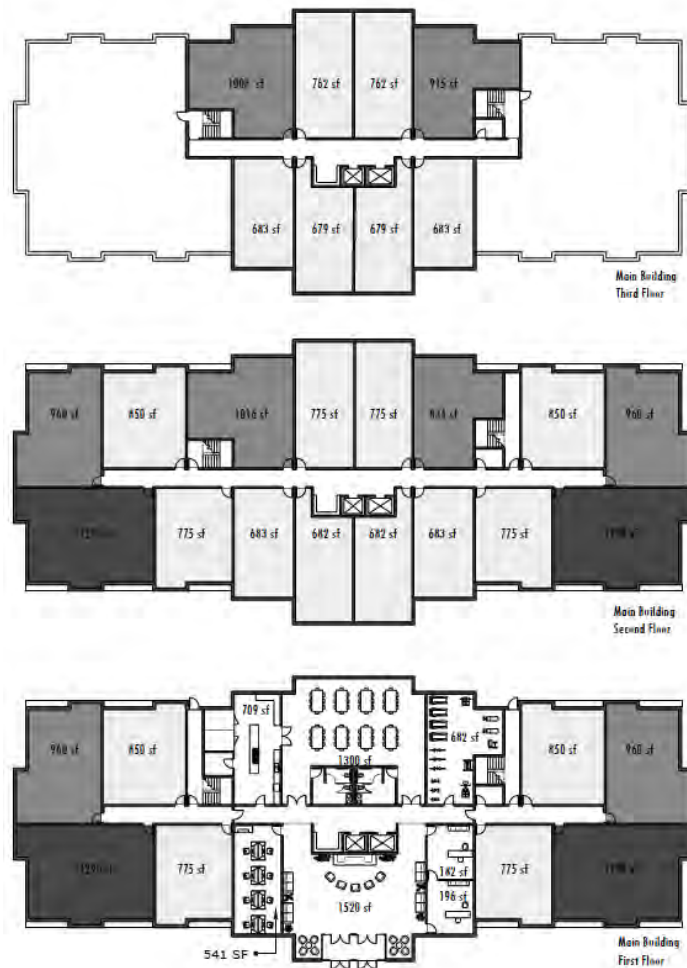 762 sf
762 sf
915 sf
683 sf
679 sf
679 sf
683 sf
Main Building
Third Floor
960 sf
850 sf
1016 sf
775 sf
775 sf
850 sf
960 sf
775 sf
683 sf
682 sf
682 sf
683 sf
775 sf
Main Building
Second Floor
709 sf
682 sf
960 sf
850 sf
1300 sf
850 sf
960 sf
775 sf
182 sf
775 sf
196 sf
1520 sf
541 SF
Main Building
First Floor